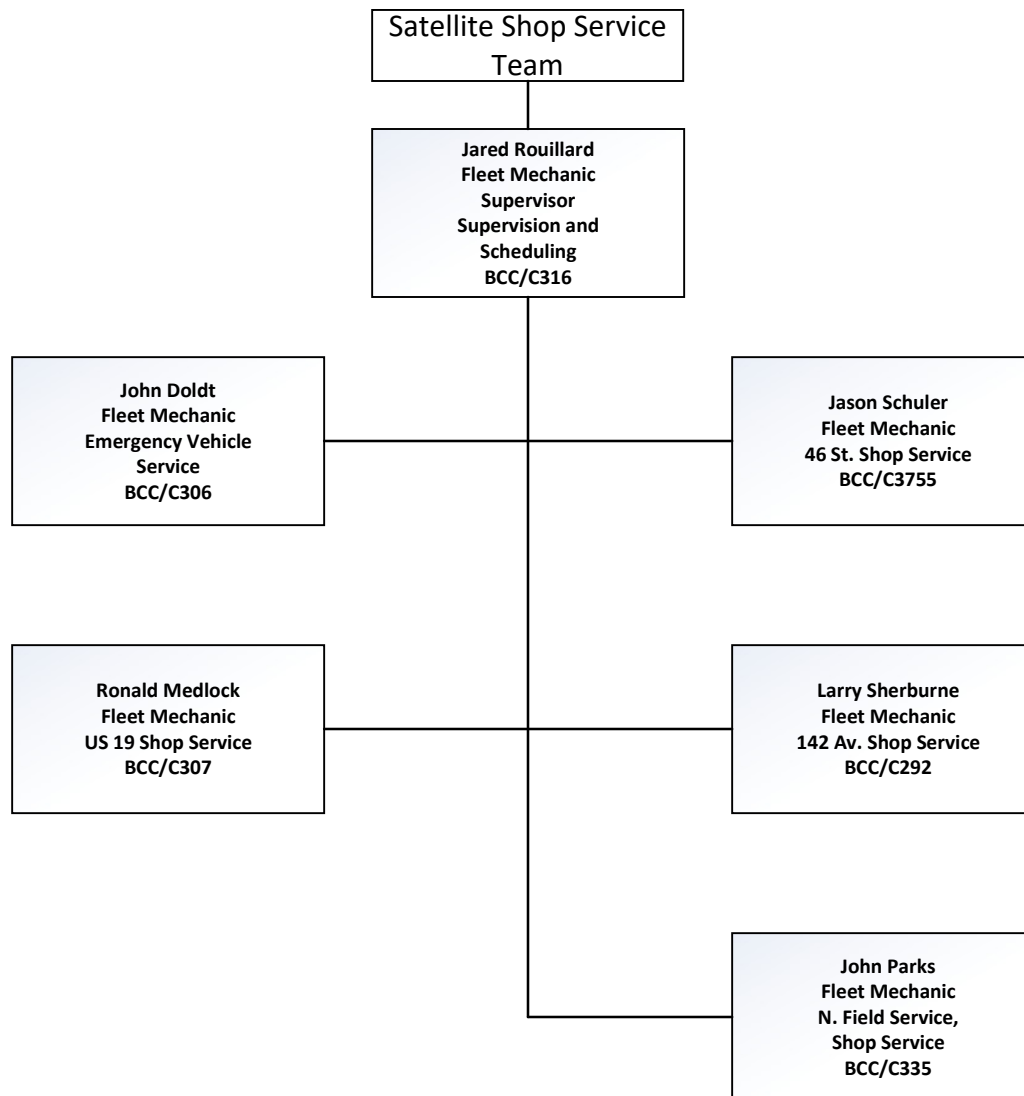 Satellite Shop Service
Team
Jared Rouillard
Fleet Mechanic
Supervisor
Supervision and
Scheduling
BCC/C316
John Doldt
Fleet Mechanic
Emergency Vehicle
Service
BCC/C306
Jason Schuler
Fleet Mechanic
46 St. Shop Service
BCC/C3755
Ronald Medlock
Fleet Mechanic
US 19 Shop Service
BCC/C307
Larry Sherburne
Fleet Mechanic
142 Av. Shop Service
BCC/C292
John Parks
Fleet Mechanic
N. Field Service,
Shop Service
BCC/C335